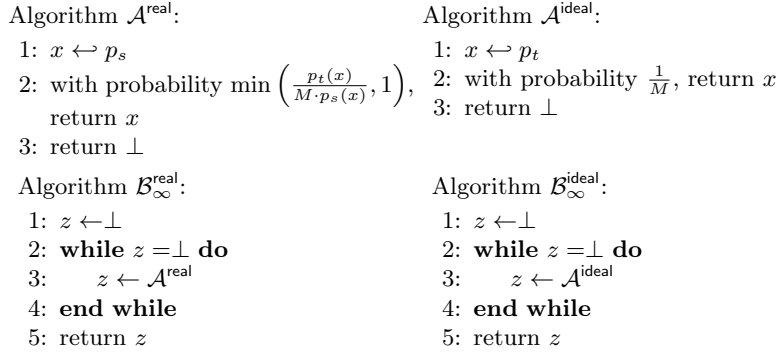 Algorithm 𝒜^real:
1: x ↩ p_s
2: with probability min (p_t(x) / M·p_s(x), 1),
return x
3: return ⊥
Algorithm 𝒜^ideal:
1: x ↩ p_t
2: with probability 1/M, return x
3: return ⊥
Algorithm ℬ_∞^real:
1: z ←⊥
2: while z =⊥ do
3: z ← 𝒜^real
4: end while
5: return z
Algorithm ℬ_∞^ideal:
1: z ←⊥
2: while z =⊥ do
3: z ← 𝒜^ideal
4: end while
5: return z